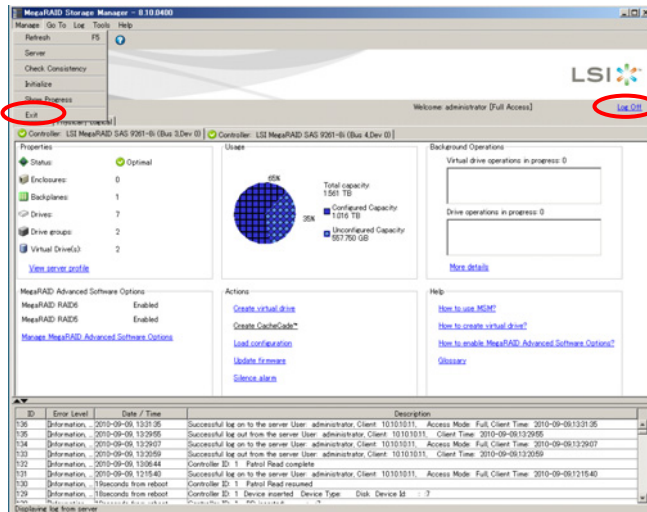 MegaRAID Storage Manager - 8.10.0400
Manage Go To Log Tools Help
Refresh F5
Server
Check Consistency
Initialize
Show Progress
Exit
LSI
Welcome: administrator [Full Access]
Log Off
Logical
Controller: LSI MegaRAID SAS 9261-8i (Bus 3,Dev 0)
Controller: LSI MegaRAID SAS 9261-8i (Bus 4,Dev 0)
Properties
Status: Optimal
Enclosures: 0
Backplanes: 1
Drives: 7
Drive groups: 2
Virtual Drive(s): 2
View server profile
Usage
65%
35%
Total capacity:
1.561 TB
Configured Capacity:
1.016 TB
Unconfigured Capacity:
557.750 GB
Background Operations
Virtual drive operations in progress: 0
Drive operations in progress: 0
More details
MegaRAID Advanced Software Options
MegaRAID RAID6 Enabled
MegaRAID RAID5 Enabled
Manage MegaRAID Advanced Software Options
Actions
Create virtual drive
Create CacheCade™
Load configuration
Update firmware
Silence alarm
Help
How to use MSM?
How to create virtual drive?
How to enable MegaRAID Advanced Software Options?
Glossary
ID Error Level Date / Time Description
136 [Information, ... 2010-09-09, 13:31:35 Successful log on to the server User: administrator, Client: 10.10.10.11, Access Mode: Full, Client Time: 2010-09-09,13:31:35
135 [Information, ... 2010-09-09, 13:29:55 Successful log out from the server User: administrator, Client: 10.10.10.11, Client Time: 2010-09-09,13:29:55
134 [Information, ... 2010-09-09, 13:29:07 Successful log on to the server User: administrator, Client: 10.10.10.11, Access Mode: Full, Client Time: 2010-09-09,13:29:07
133 [Information, ... 2010-09-09, 13:20:59 Successful log out from the server User: administrator, Client: 10.10.10.11, Client Time: 2010-09-09,13:20:59
132 [Information, ... 2010-09-09, 13:06:44 Controller ID: 1 Patrol Read complete
131 [Information, ... 2010-09-09, 12:15:40 Successful log on to the server User: administrator, Client: 10.10.10.11, Access Mode: Full, Client Time: 2010-09-09,12:15:40
130 [Information, ... 19seconds from reboot Controller ID: 1 Patrol Read resumed
129 [Information, ... 18seconds from reboot Controller ID: 1 Device inserted Device Type: Disk Device Id: :7
Displaying log from server